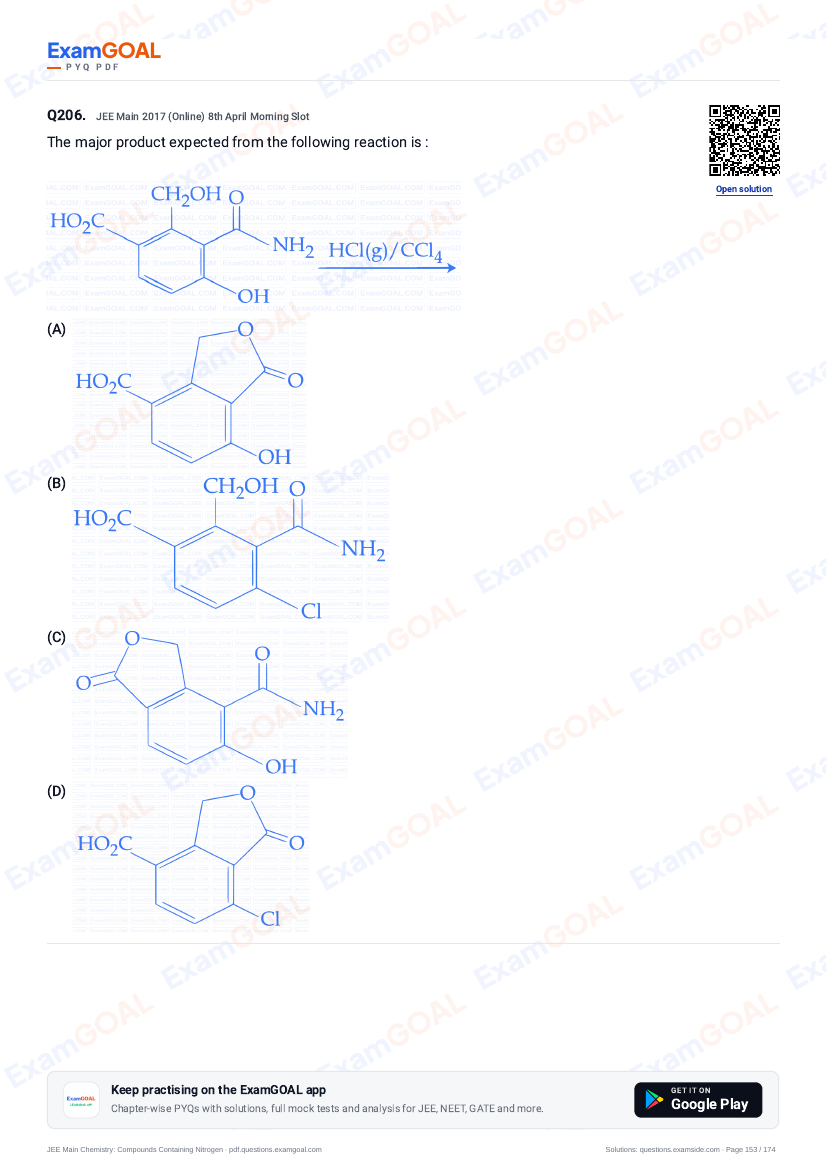 ExamGOAL
PYQ PDF
Q206. JEE Main 2017 (Online) 8th April Morning Slot
The major product expected from the following reaction is :
Open solution
CH2OH O
HO2C
NH2 HCl(g)/CCl4
OH
(A)
O
HO2C O
OH
(B)
CH2OH O
HO2C
NH2
Cl
(C)
O
O
O
NH2
OH
(D)
O
HO2C O
Cl
Keep practising on the ExamGOAL app
Chapter-wise PYQs with solutions, full mock tests and analysis for JEE, NEET, GATE and more.
GET IT ON
Google Play
JEE Main Chemistry: Compounds Containing Nitrogen · pdf.questions.examgoal.com
Solutions: questions.examside.com · Page 153 / 174